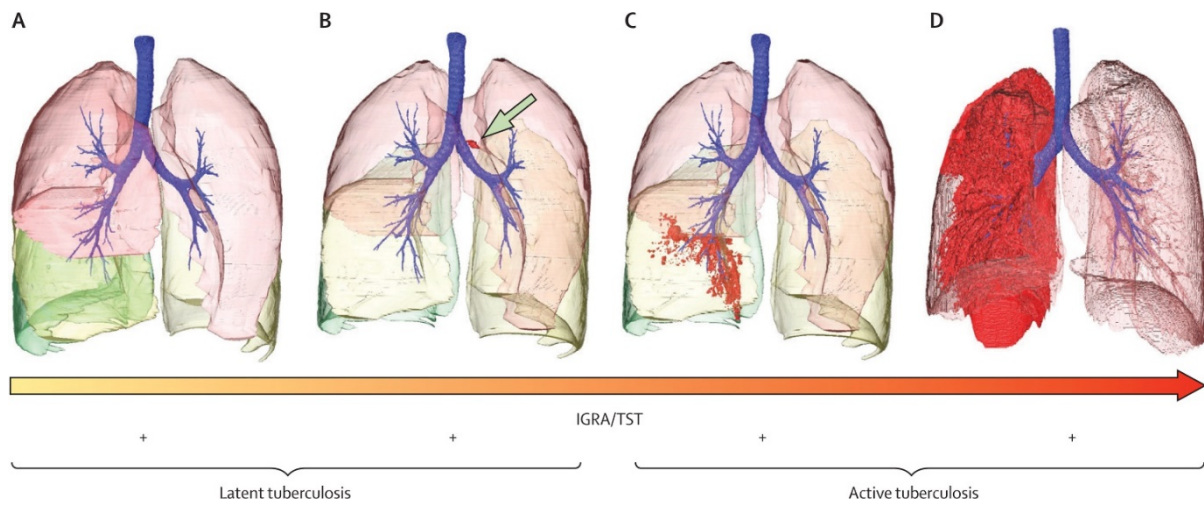 A B C D
IGRA/TST
+ + + +
Latent tuberculosis Active tuberculosis